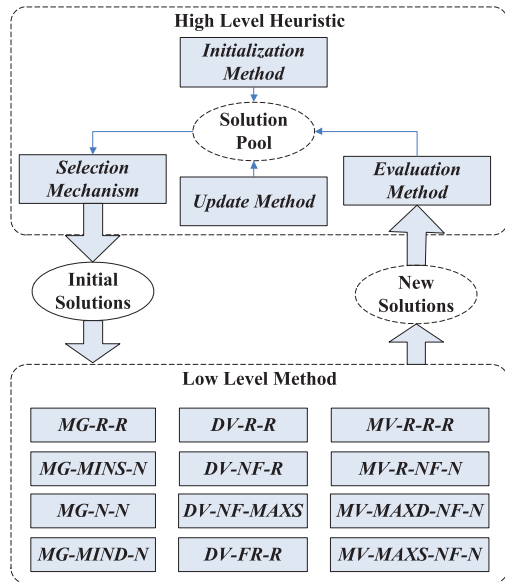 High Level Heuristic
Initialization
Method
Solution
Pool
Selection
Mechanism
Update Method
Evaluation
Method
Initial
Solutions
New
Solutions
Low Level Method
MG-R-R
DV-R-R
MV-R-R-R
MG-MINS-N
DV-NF-R
MV-R-NF-N
MG-N-N
DV-NF-MAXS
MV-MAXD-NF-N
MG-MIND-N
DV-FR-R
MV-MAXS-NF-N